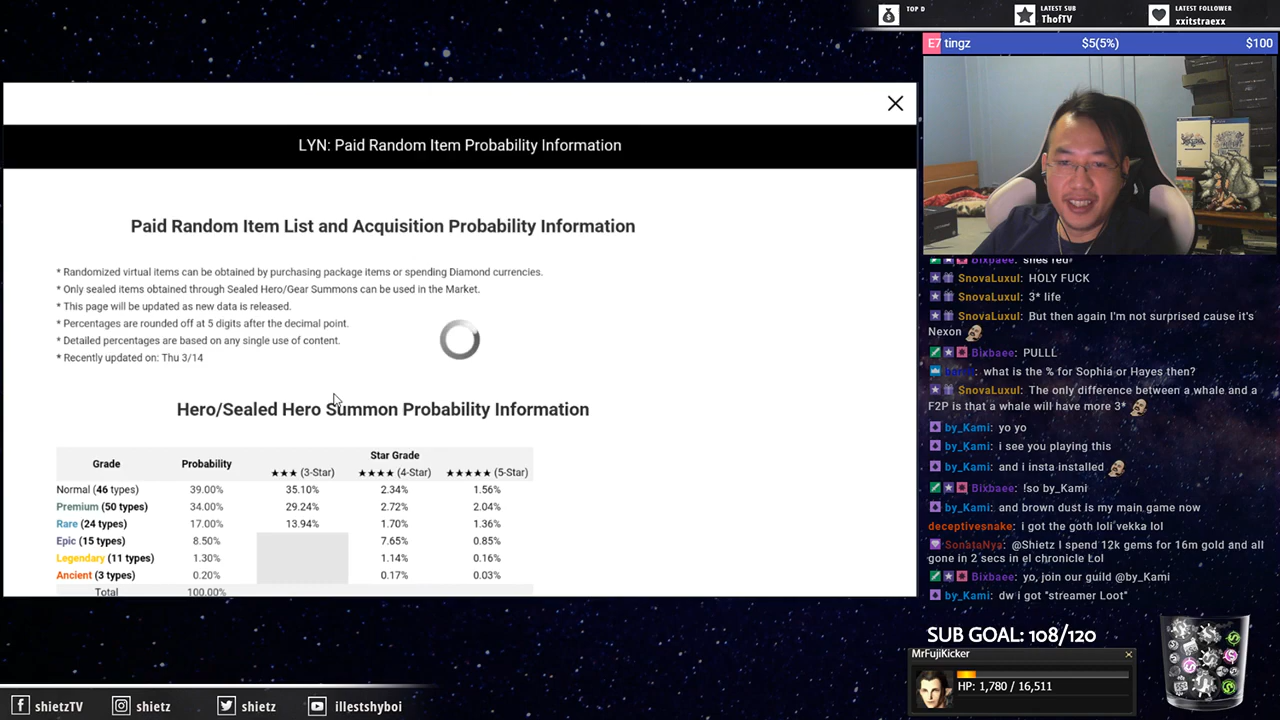 TOP D
LATEST SUB
ThofTV
LATEST FOLLOWER
xxitstraexx
E7 tingz
$5(5%)
$100
LYN: Paid Random Item Probability Information
Paid Random Item List and Acquisition Probability Information
* Randomized virtual items can be obtained by purchasing package items or spending Diamond currencies.
* Only sealed items obtained through Sealed Hero/Gear Summons can be used in the Market.
* This page will be updated as new data is released.
* Percentages are rounded off at 5 digits after the decimal point.
* Detailed percentages are based on any single use of content.
* Recently updated on: Thu 3/14
Hero/Sealed Hero Summon Probability Information
Star Grade
Grade Probability ★★★ (3-Star) ★★★★ (4-Star) ★★★★★ (5-Star)
Normal (46 types) 39.00% 35.10% 2.34% 1.56%
Premium (50 types) 34.00% 29.24% 2.72% 2.04%
Rare (24 types) 17.00% 13.94% 1.70% 1.36%
Epic (15 types) 8.50% 7.65% 0.85%
Legendary (11 types) 1.30% 1.14% 0.16%
Ancient (3 types) 0.20% 0.17% 0.03%
Total 100.00%
Bixbaee: shes red
SnovaLuxul: HOLY FUCK
SnovaLuxul: 3* life
SnovaLuxul: But then again I'm not surprised cause it's
Nexon
Bixbaee: PULLL
what is the % for Sophia or Hayes then?
SnovaLuxul: The only difference between a whale and a
F2P is that a whale will have more 3*
by_Kami: yo yo
by_Kami: i see you playing this
by_Kami: and i insta installed
Bixbaee: !so by_Kami
by_Kami: and brown dust is my main game now
deceptivesnake: i got the goth loli vekka lol
SonataNya: @Shietz I spend 12k gems for 16m gold and all
gone in 2 secs in el chronicle Lol
Bixbaee: yo, join our guild @by_Kami
by_Kami: dw i got "streamer Loot"
SUB GOAL: 108/120
MrFujiKicker
HP: 1,780 / 16,511
shietzTV
shietz
shietz
illestshyboi